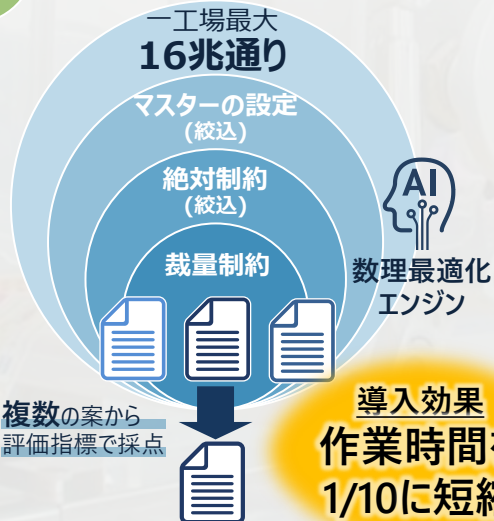 一工場最大
16兆通り
マスターの設定
(絞込)
絶対制約
(絞込)
裁量制約
AI
数理最適化
エンジン
複数の案から
評価指標で採点
導入効果
作業時間を
1/10に短縮